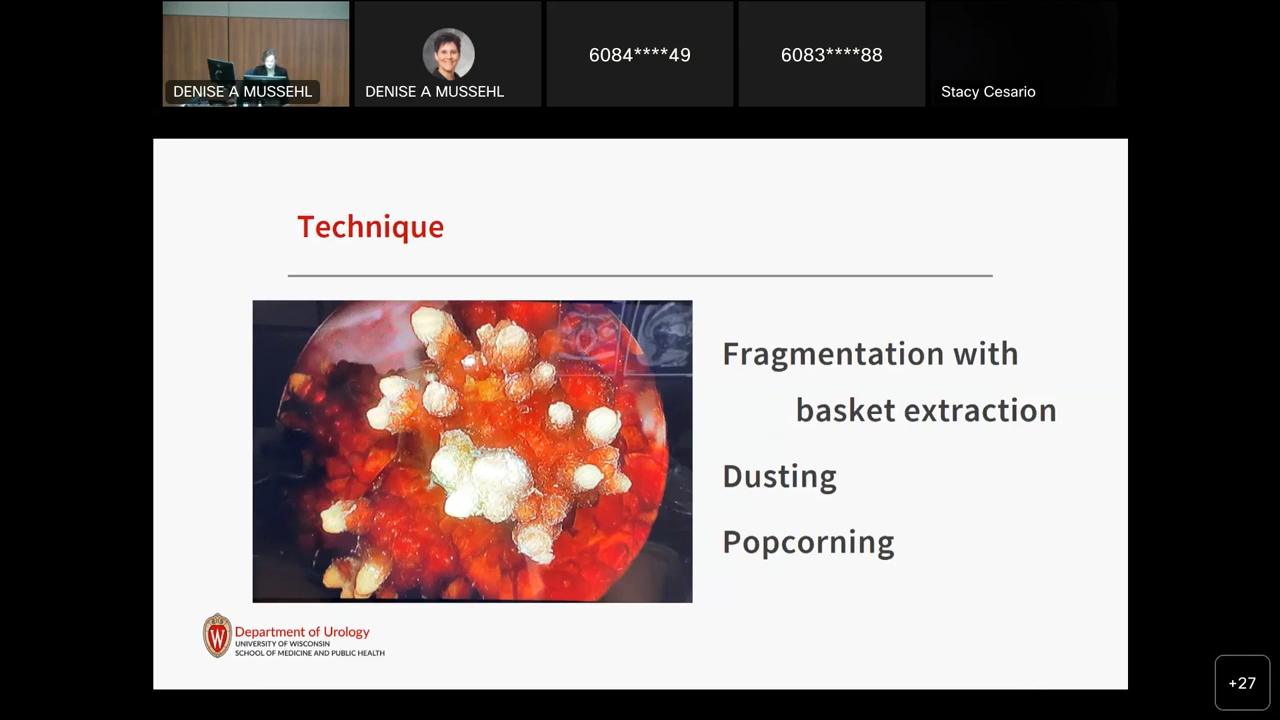 DENISE A MUSSEHL
DENISE A MUSSEHL
6084****49
6083****88
Stacy Cesario
Technique
Fragmentation with
basket extraction
Dusting
Popcorning
W
Department of Urology
UNIVERSITY OF WISCONSIN
SCHOOL OF MEDICINE AND PUBLIC HEALTH
+27